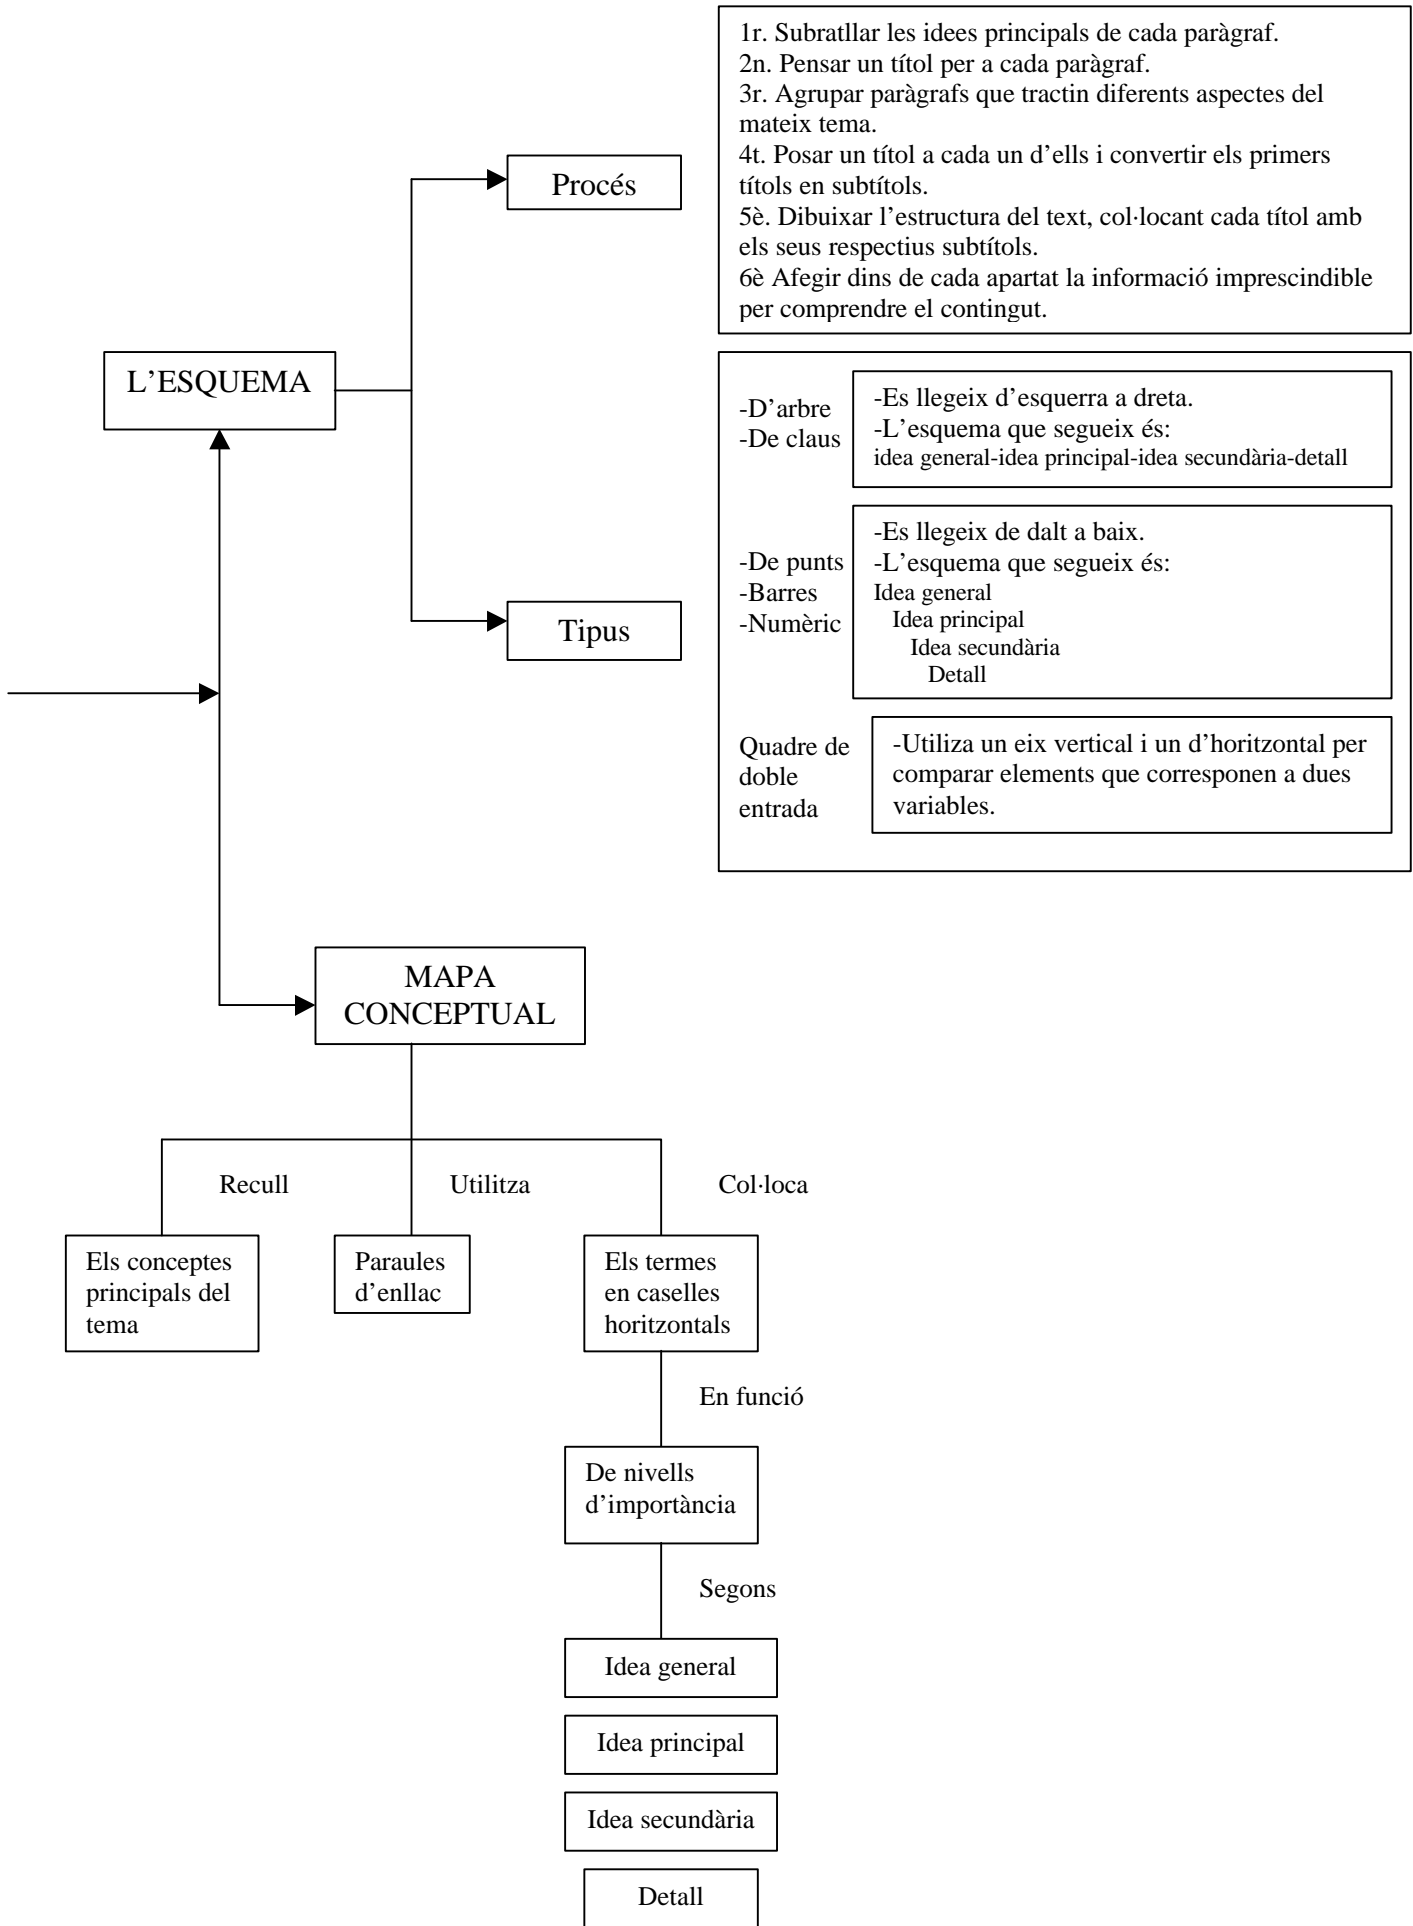 1r. Subratllar les idees principals de cada paràgraf.
2n. Pensar un títol per a cada paràgraf.
3r. Agrupar paràgrafs que tractin diferents aspectes del
mateix tema.
4t. Posar un títol a cada un d’ells i convertir els primers
títols en subtítols.
5è. Dibuixar l’estructura del text, col·locant cada títol amb
els seus respectius subtítols.
6è Afegir dins de cada apartat la informació imprescindible
per comprendre el contingut.
Procés
L’ESQUEMA
-D’arbre
-De claus
-Es llegeix d’esquerra a dreta.
-L’esquema que segueix és:
idea general-idea principal-idea secundària-detall
-De punts
-Barres
-Numèric
-Es llegeix de dalt a baix.
-L’esquema que segueix és:
Idea general
Idea principal
Idea secundària
Detall
Tipus
Quadre de
doble
entrada
-Utiliza un eix vertical i un d’horitzontal per
comparar elements que corresponen a dues
variables.
MAPA
CONCEPTUAL
Recull
Utilitza
Col·loca
Els conceptes
principals del
tema
Paraules
d’enllac
Els termes
en caselles
horitzontals
En funció
De nivells
d’importància
Segons
Idea general
Idea principal
Idea secundària
Detall